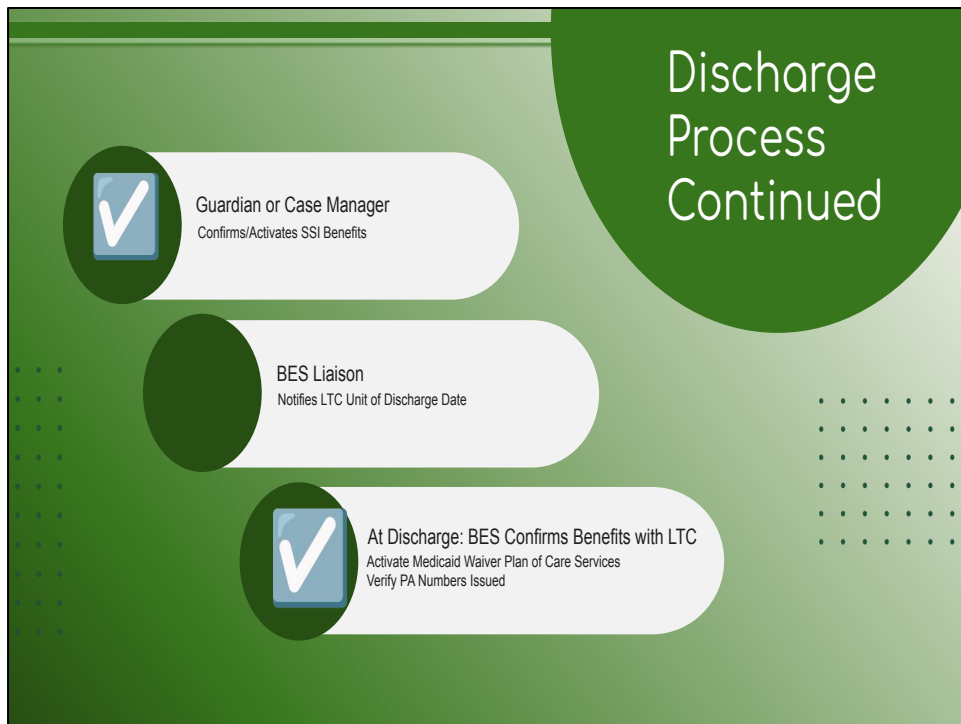 Discharge
Process
Continued
Guardian or Case Manager
Confirms/Activates SSI Benefits
BES Liaison
Notifies LTC Unit of Discharge Date
At Discharge: BES Confirms Benefits with LTC
Activate Medicaid Waiver Plan of Care Services
Verify PA Numbers Issued